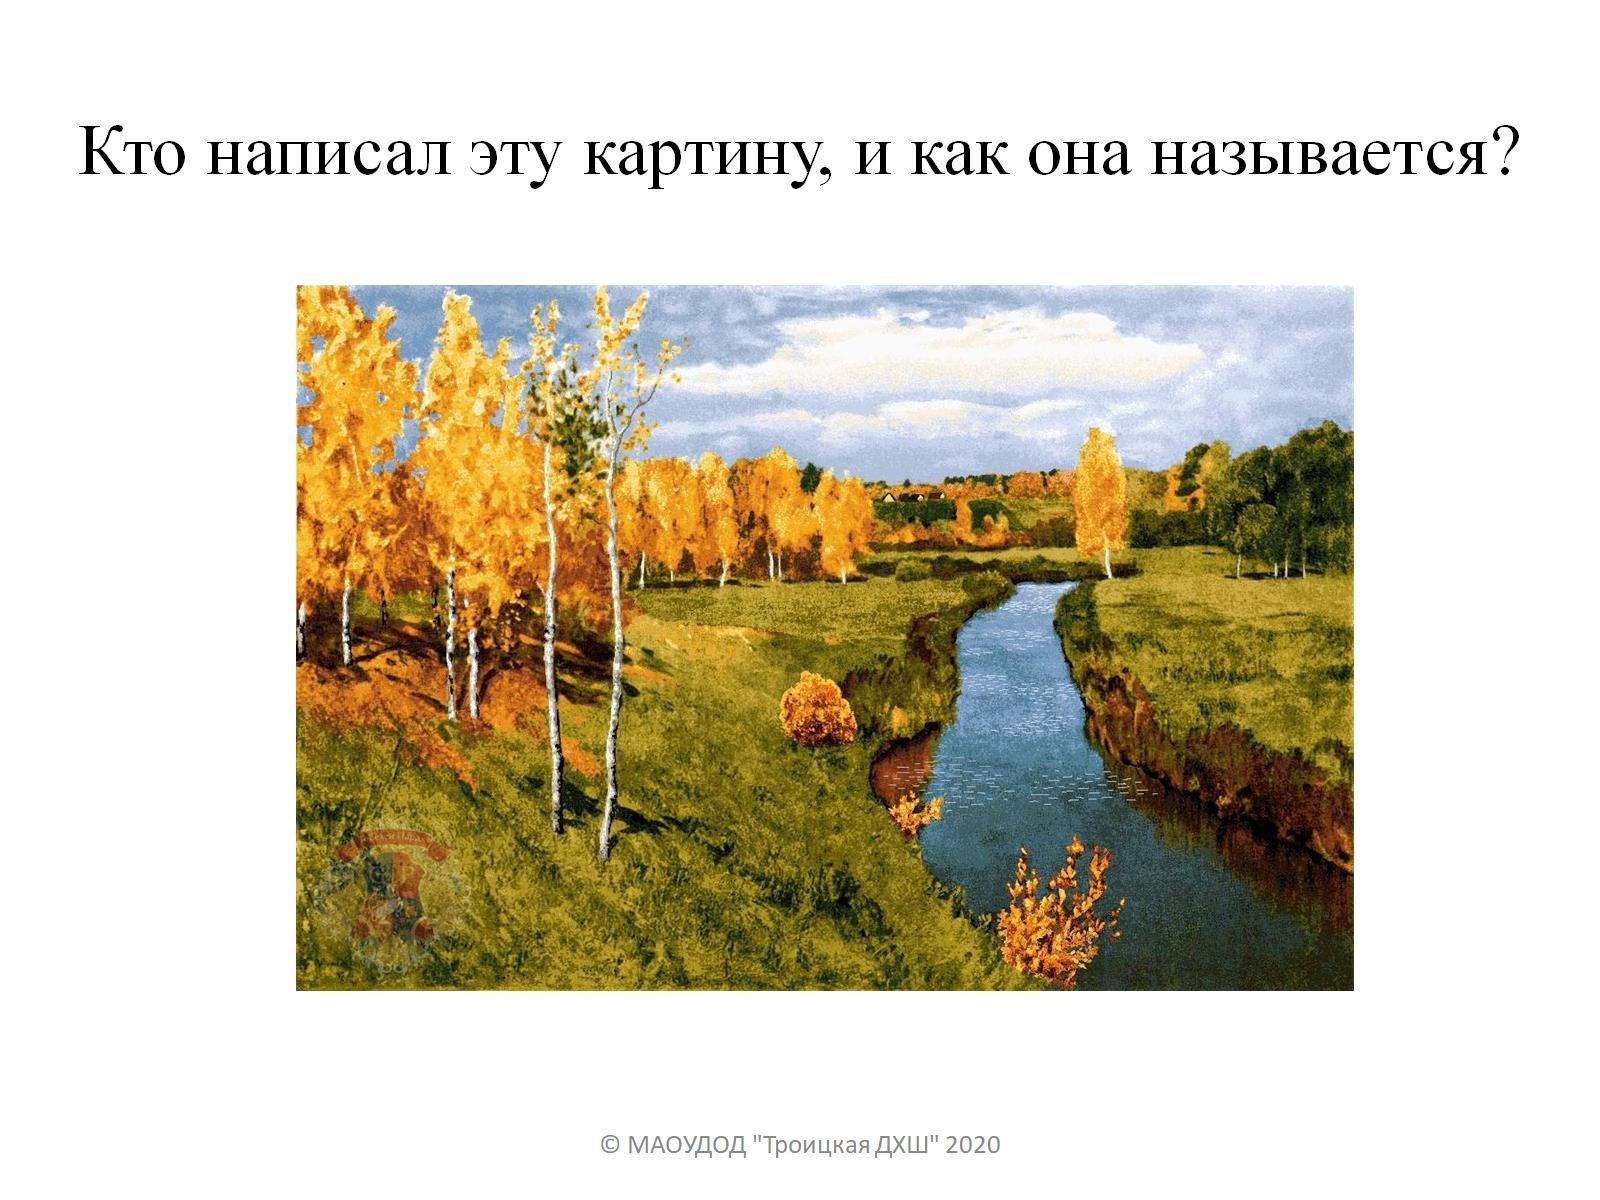 Кто написал эту картину, и как она называется?
© МАОУДОД "Троицкая ДХШ" 2020